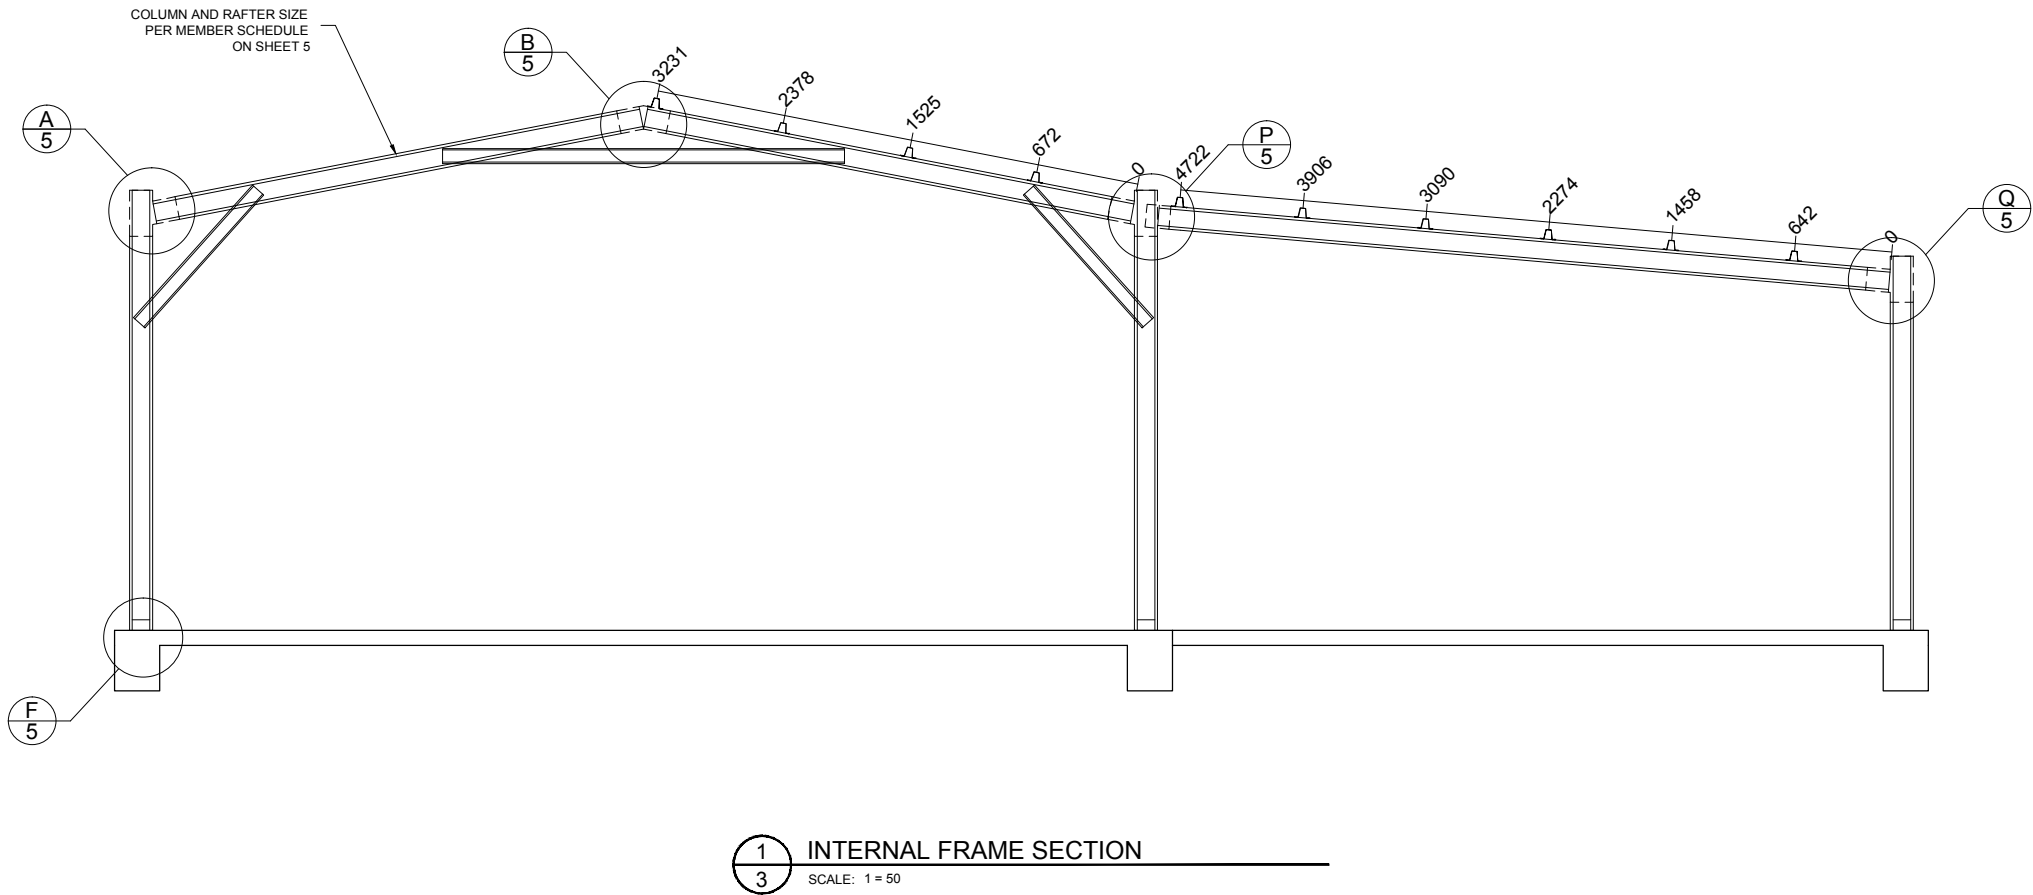 COLUMN AND RAFTER SIZE
PER MEMBER SCHEDULE
ON SHEET 5
A
5
B
5
3231
2378
1525
672
0
P
5
4722
3906
3090
2274
1458
642
0
Q
5
F
5
1
3
INTERNAL FRAME SECTION
SCALE: 1 = 50